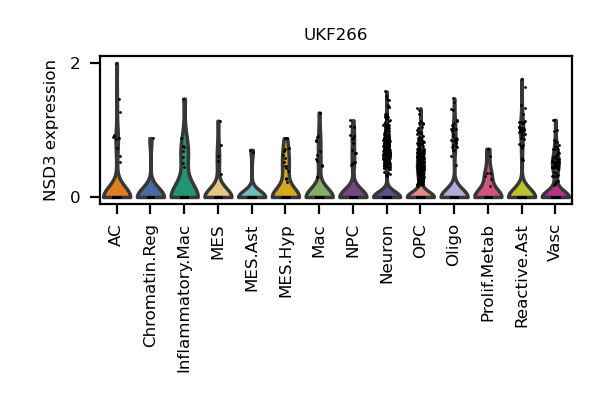 UKF266
NSD3 expression
2
0
AC
Chromatin.Reg
Inflammatory.Mac
MES
MES.Ast
MES.Hyp
Mac
NPC
Neuron
OPC
Oligo
Prolif.Metab
Reactive.Ast
Vasc